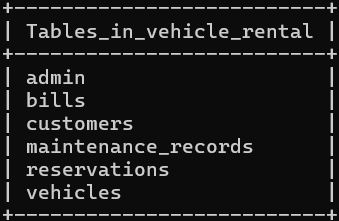 Tables_in_vehicle_rental
admin
bills
customers
maintenance_records
reservations
vehicles